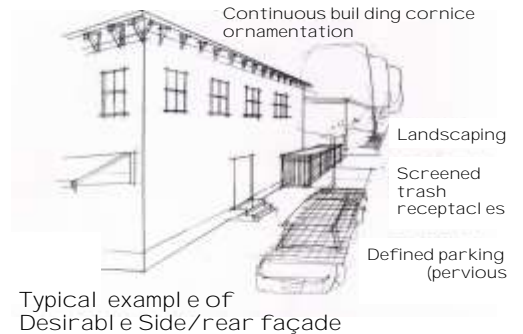 Continuous building cornice
ornamentation
Landscaping
Screened
trash
receptacles
Defined parking
(pervious
Typical example of
Desirable Side/rear façade